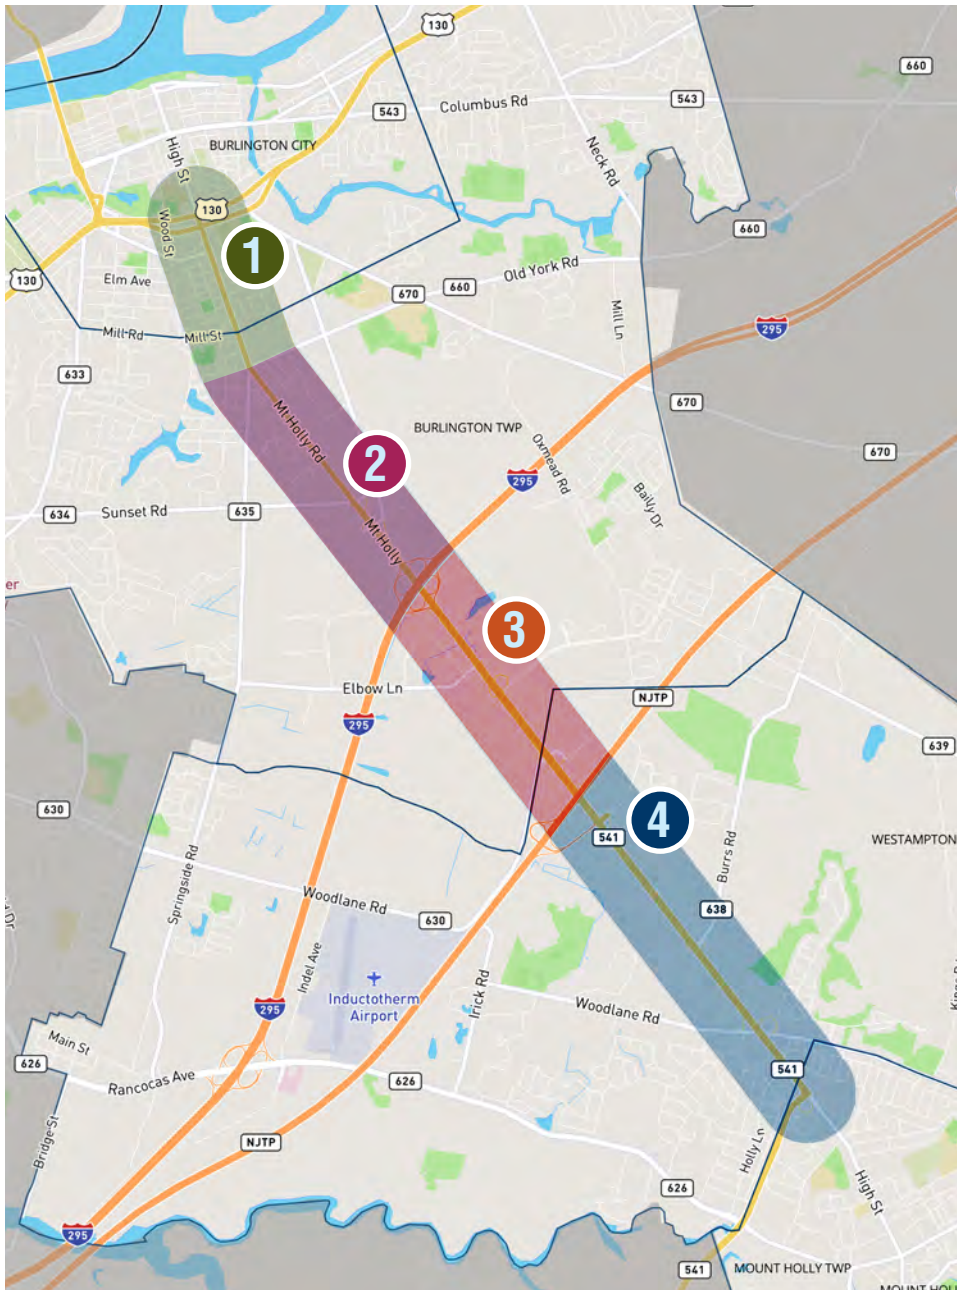 130
660
543
Columbus Rd
543
High St
BURLINGTON CITY
Neck Rd
130
Wood St
660
1
130
Elm Ave
Old York Rd
670
660
295
Mill Rd
Mill St
Mill Ln
633
670
Mt Holly Rd
BURLINGTON TWP
Oxmead Rd
670
2
295
Bailly Dr
634
Sunset Rd
635
Mt Holly
er
3
Elbow Ln
NJTP
295
639
630
4
541
WESTAMPTON
Burrs Rd
Springside Rd
Woodlane Rd
630
638
Dr
Indel Ave
Inductotherm
Airport
Irick Rd
Woodlane Rd
295
Main St
626
Rancocas Ave
626
541
Bridge St
NJTP
Holly Ln
High St
626
295
541
MOUNT HOLLY TWP